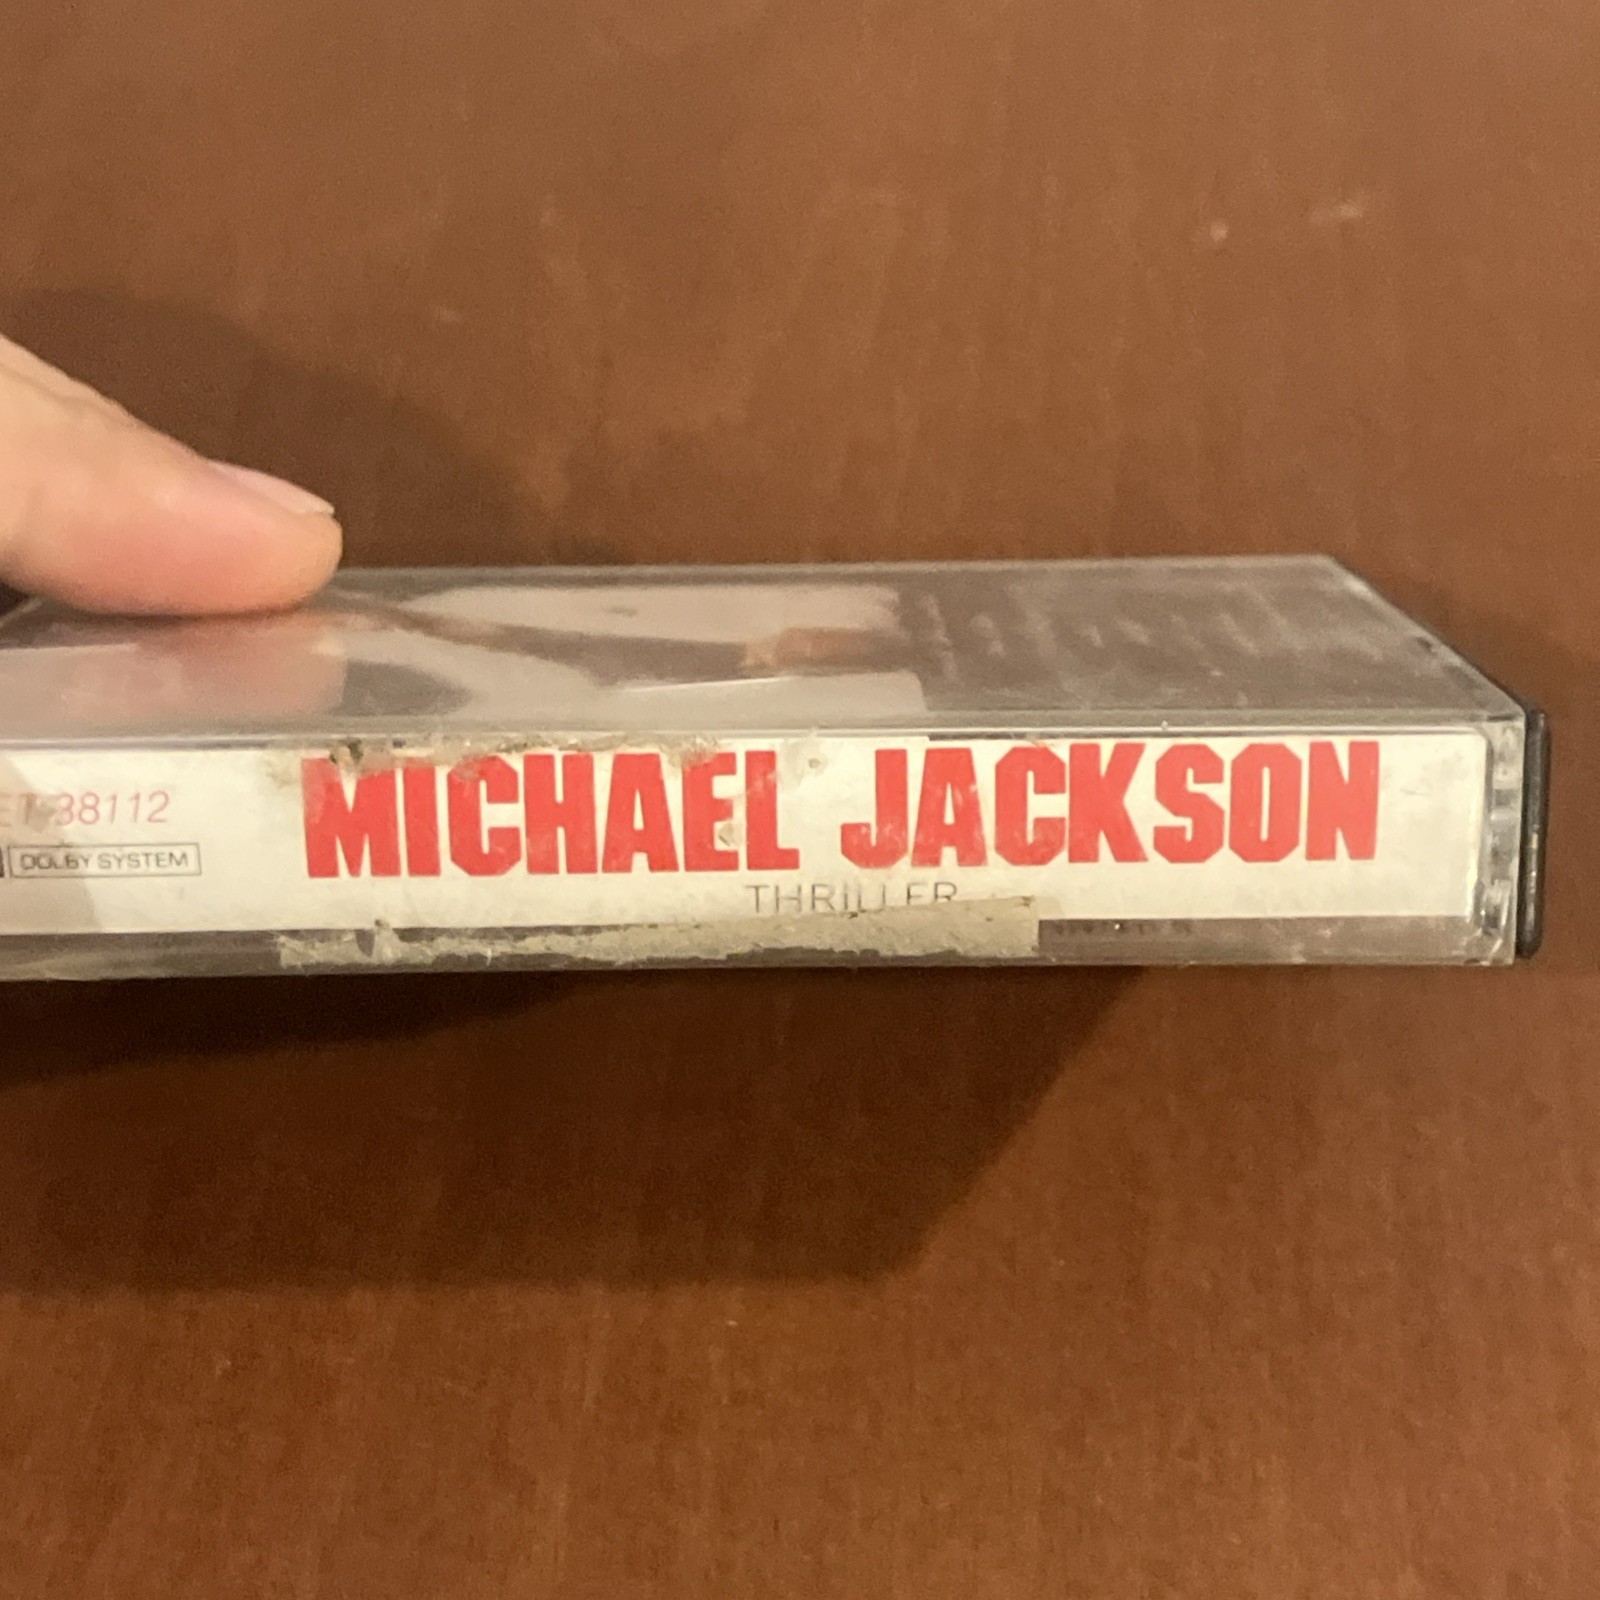 ET 38112
DOLBY SYSTEM
MICHAEL JACKSON
THRILLER